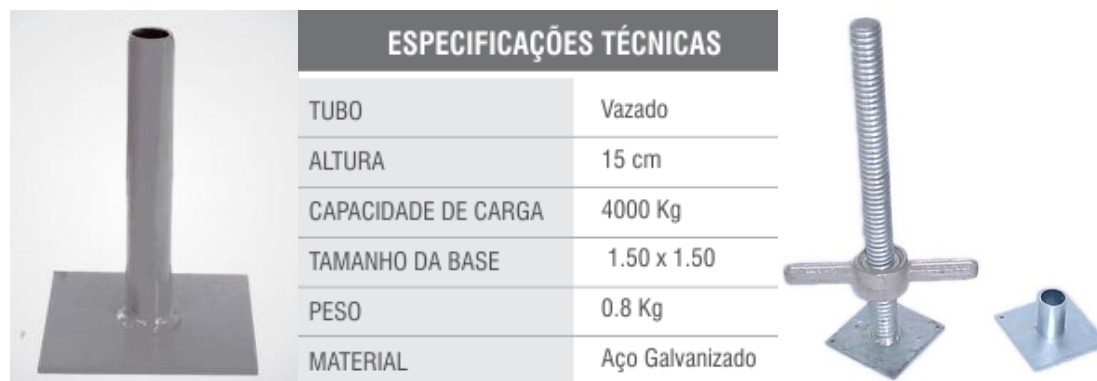 ESPECIFICAÇÕES TÉCNICAS
TUBO Vazado
ALTURA 15 cm
CAPACIDADE DE CARGA 4000 Kg
TAMANHO DA BASE 1.50 x 1.50
PESO 0.8 Kg
MATERIAL Aço Galvanizado